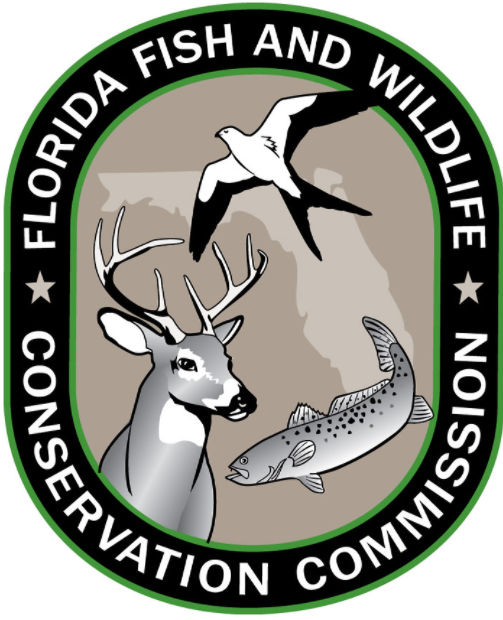 FLORIDA FISH AND WILDLIFE
CONSERVATION COMMISSION